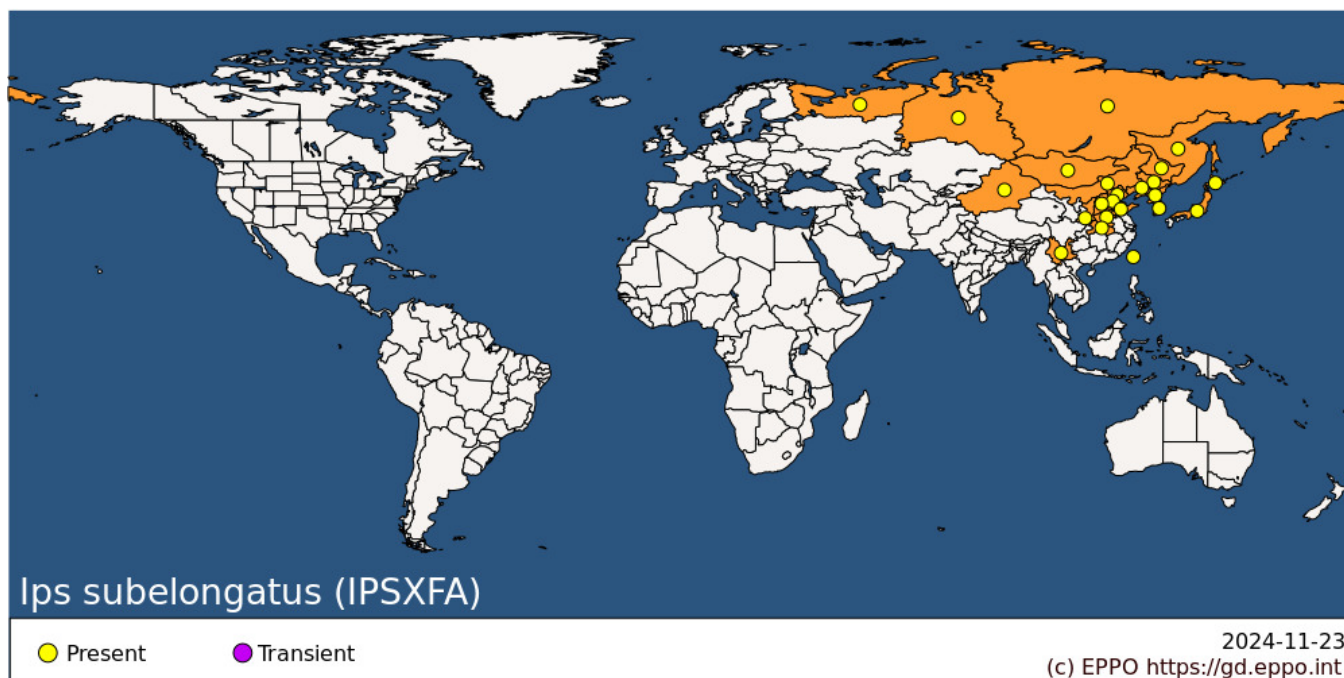 Ips subelongatus (IPSXFA)
Present
Transient
2024-11-23
(c) EPPO https://gd.eppo.int